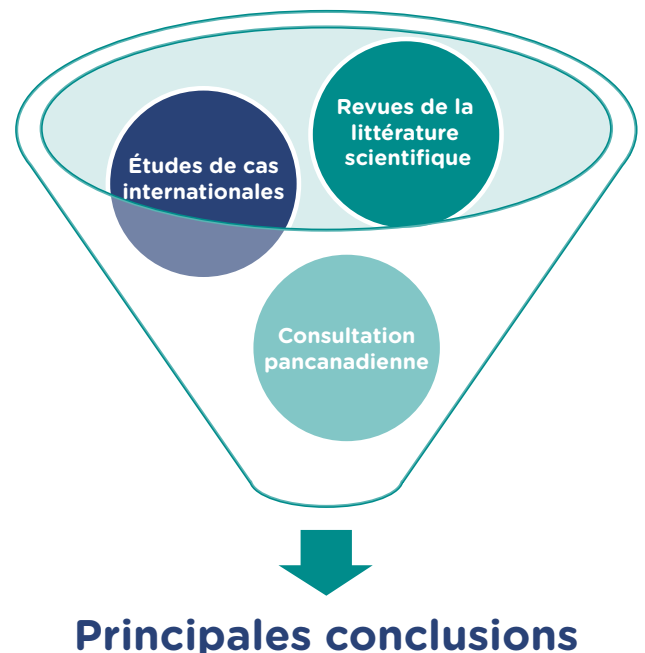 Revues de la
littérature
scientifique
Études de cas
internationales
Consultation
pancanadienne
Principales conclusions